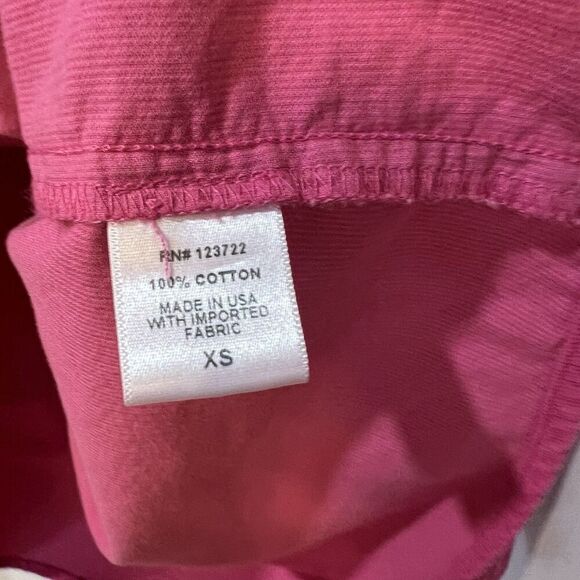 RN# 123722
100% COTTON
MADE IN USA
WITH IMPORTED
FABRIC
XS